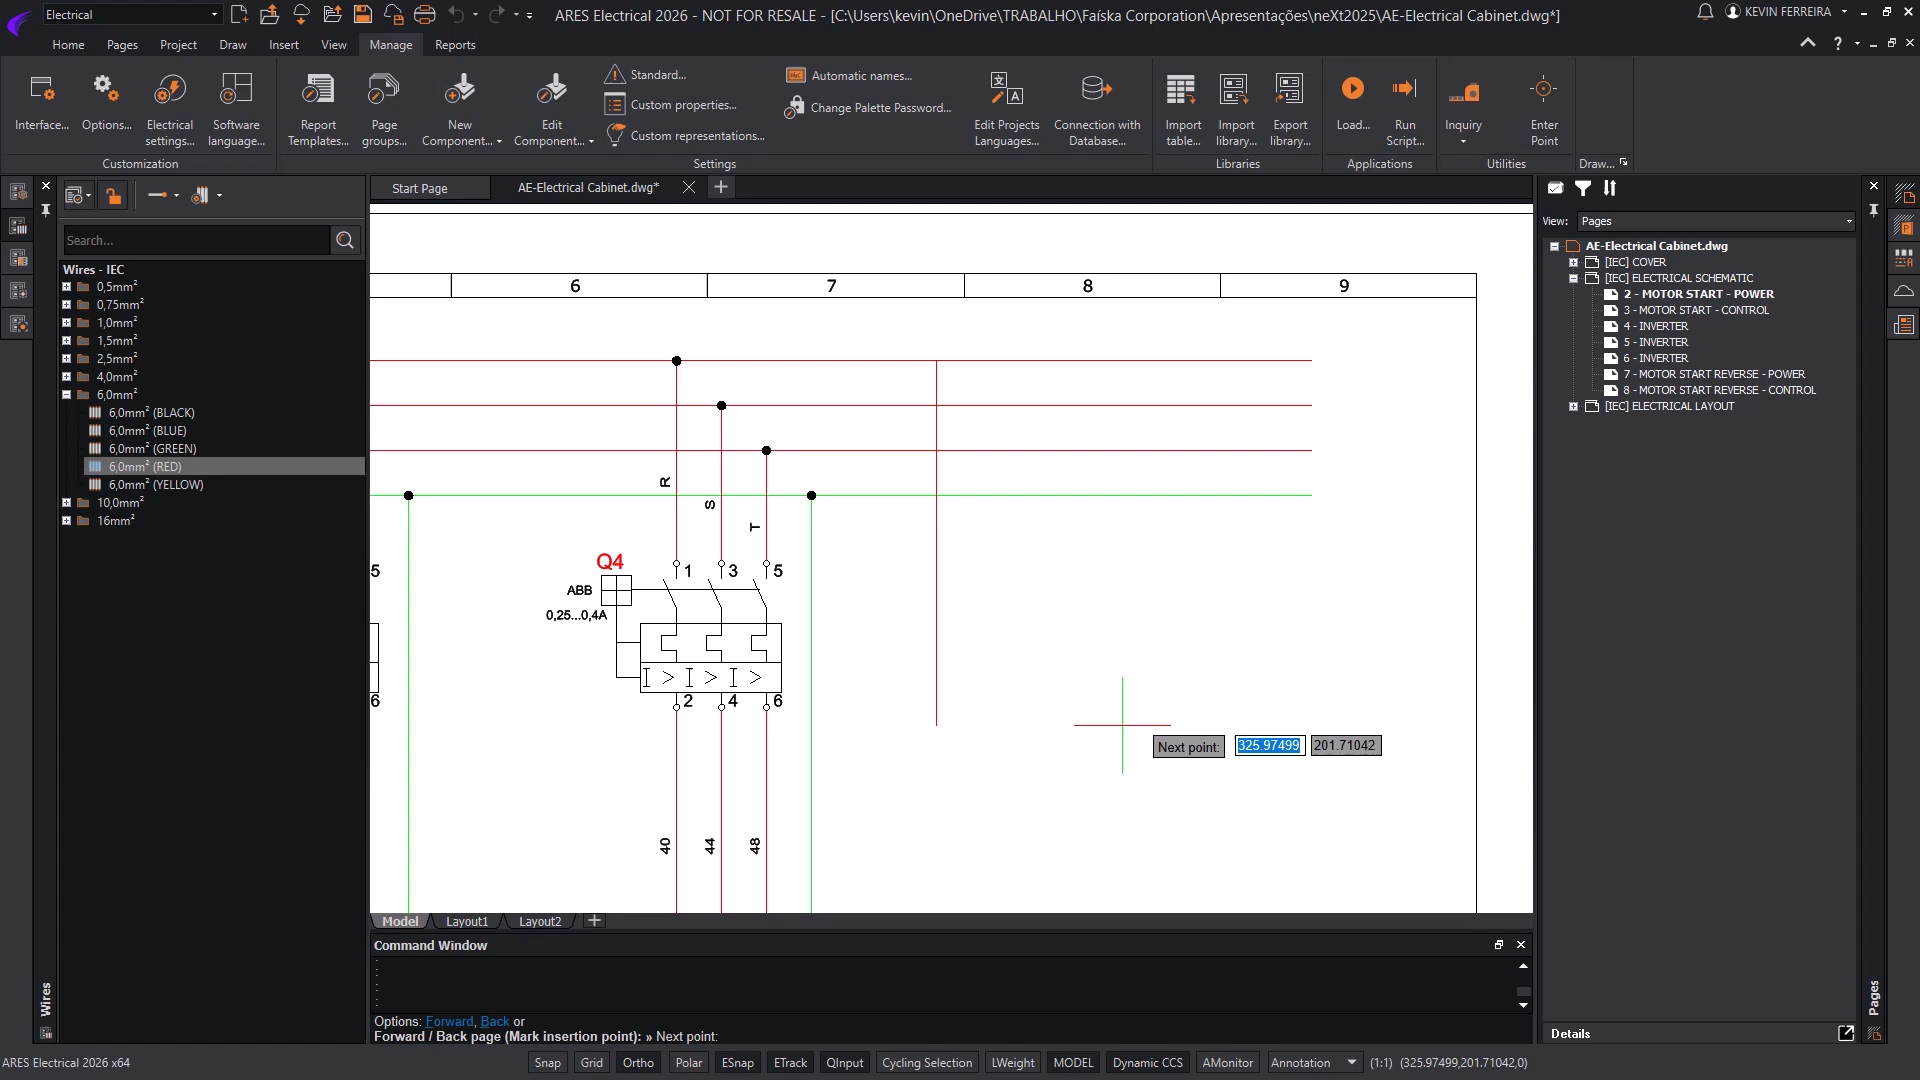 Electrical
ARES Electrical 2026 - NOT FOR RESALE - [C:\Users\kevin\OneDrive\TRABALHO\Faíska Corporation\Apresentações\neXt2025\AE-Electrical Cabinet.dwg*]
KEVIN FERREIRA
Home
Pages
Project
Draw
Insert
View
Manage
Reports
Interface...
Options...
Electrical settings...
Software language...
Customization
Report Templates...
Page groups...
New Component...
Edit Component...
Standard...
Custom properties...
Custom representations...
Automatic names...
Change Palette Password...
Settings
Edit Projects Languages...
Connection with Database...
Import table...
Import library...
Export library...
Libraries
Load...
Run Script...
Applications
Inquiry
Enter Point
Utilities
Draw...
Search...
Wires - IEC
0,5mm²
0,75mm²
1,0mm²
1,5mm²
2,5mm²
4,0mm²
6,0mm²
6,0mm² (BLACK)
6,0mm² (BLUE)
6,0mm² (GREEN)
6,0mm² (RED)
6,0mm² (YELLOW)
10,0mm²
16mm²
Wires
Start Page
AE-Electrical Cabinet.dwg*
6 7 8 9
R
S
T
Q4
ABB
0,25...0,4A
5
1 3 5
I > I > I >
6
2 4 6
40 44 48
Next point: 325.97499 201.71042
Model
Layout1
Layout2
Command Window
:
:
:
:
Options: Forward, Back or
Forward / Back page (Mark insertion point): » Next point:
View: Pages
AE-Electrical Cabinet.dwg
[IEC] COVER
[IEC] ELECTRICAL SCHEMATIC
2 - MOTOR START - POWER
3 - MOTOR START - CONTROL
4 - INVERTER
5 - INVERTER
6 - INVERTER
7 - MOTOR START REVERSE - POWER
8 - MOTOR START REVERSE - CONTROL
[IEC] ELECTRICAL LAYOUT
Details
Pages
ARES Electrical 2026 x64
Snap
Grid
Ortho
Polar
ESnap
ETrack
QInput
Cycling Selection
LWeight
MODEL
Dynamic CCS
AMonitor
Annotation
(1:1)
(325.97499,201.71042,0)